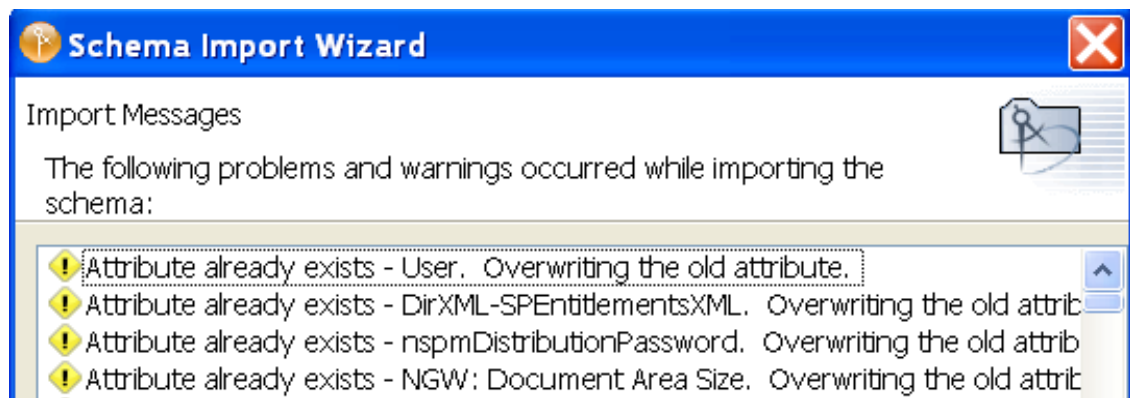 Schema Import Wizard
Import Messages
The following problems and warnings occurred while importing the
schema:
Attribute already exists - User.  Overwriting the old attribute.
Attribute already exists - DirXML-SPEntitlementsXML.  Overwriting the old attrib
Attribute already exists - nspmDistributionPassword.  Overwriting the old attrib
Attribute already exists - NGW: Document Area Size.  Overwriting the old attrib